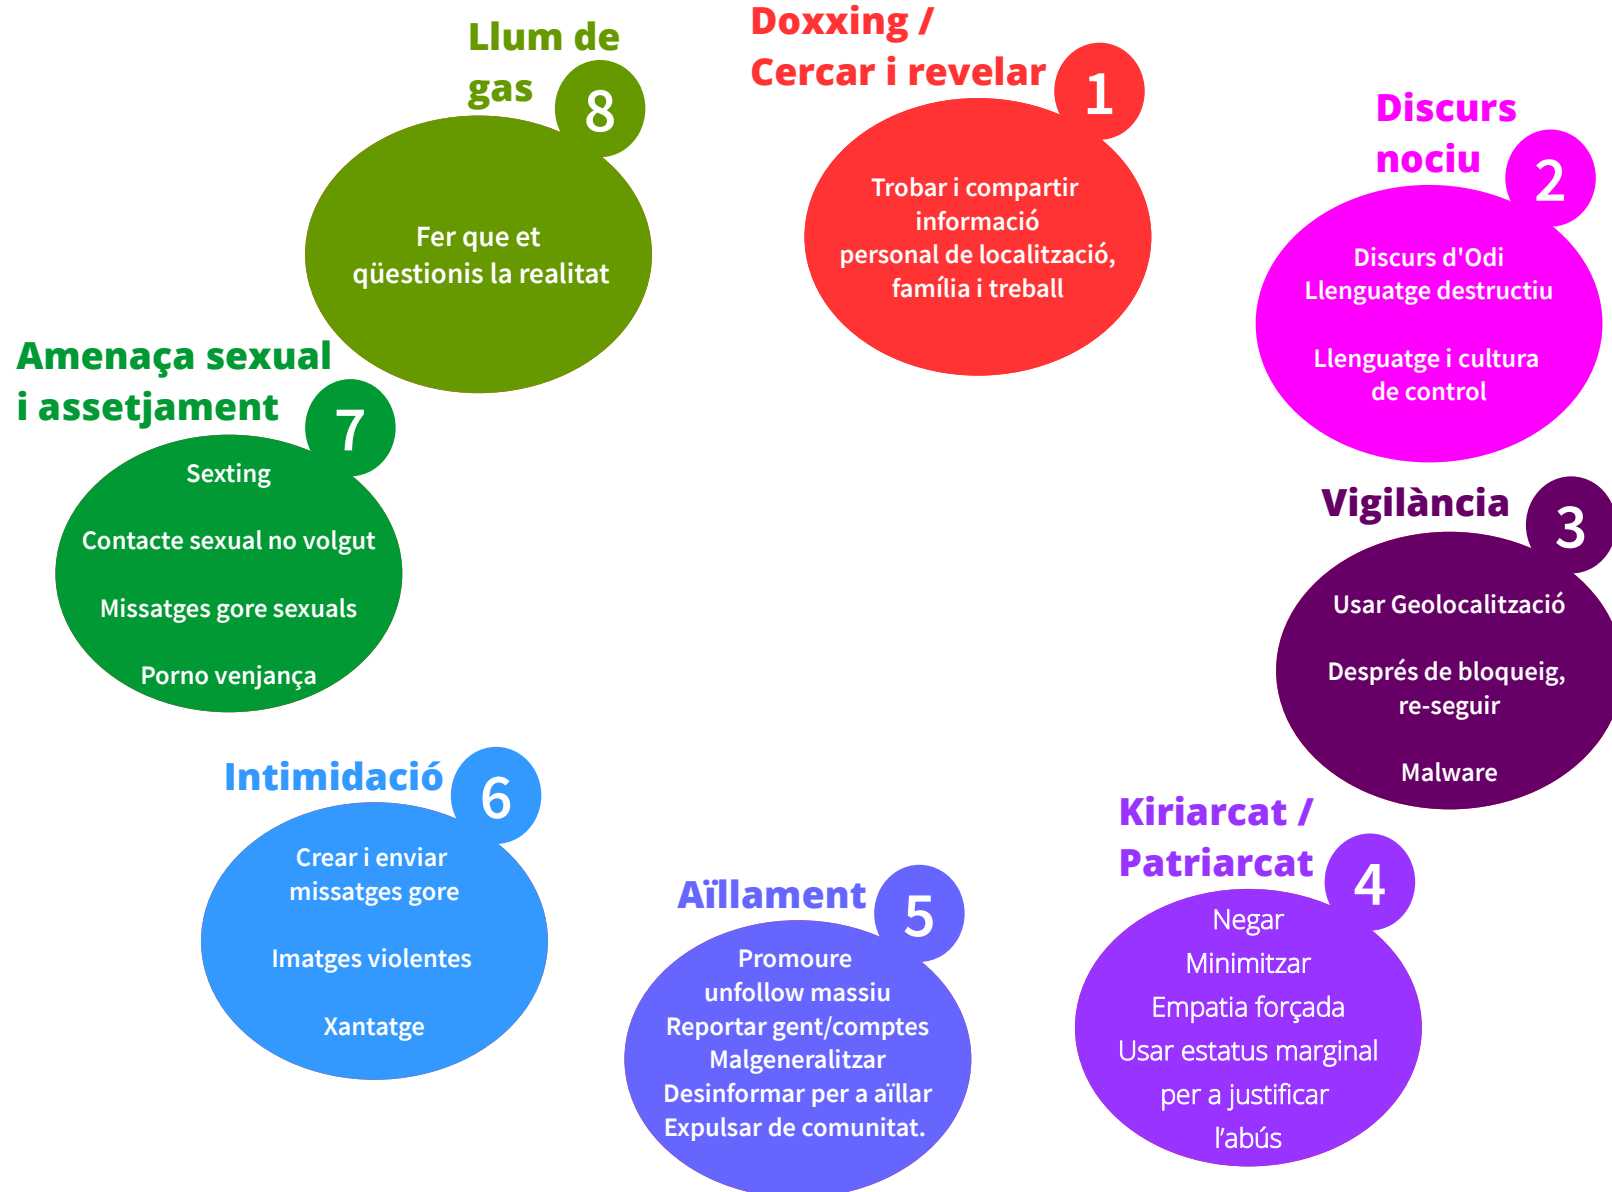 Doxxing /
Cercar i revelar
1
Trobar i compartir
informació
personal de localització,
família i treball
Discurs
nociu
2
Discurs d'Odi
Llenguatge destructiu
Llenguatge i cultura
de control
Vigilància
3
Usar Geolocalització
Després de bloqueig,
re-seguir
Malware
Kiriarcat /
Patriarcat
4
Negar
Minimitzar
Empatia forçada
Usar estatus marginal
per a justificar
l’abús
Aïllament
5
Promoure
unfollow massiu
Reportar gent/comptes
Malgeneralitzar
Desinformar per a aïllar
Expulsar de comunitat.
Intimidació
6
Crear i enviar
missatges gore
Imatges violentes
Xantatge
Amenaça sexual
i assetjament
7
Sexting
Contacte sexual no volgut
Missatges gore sexuals
Porno venjança
Llum de
gas
8
Fer que et
qüestionis la realitat